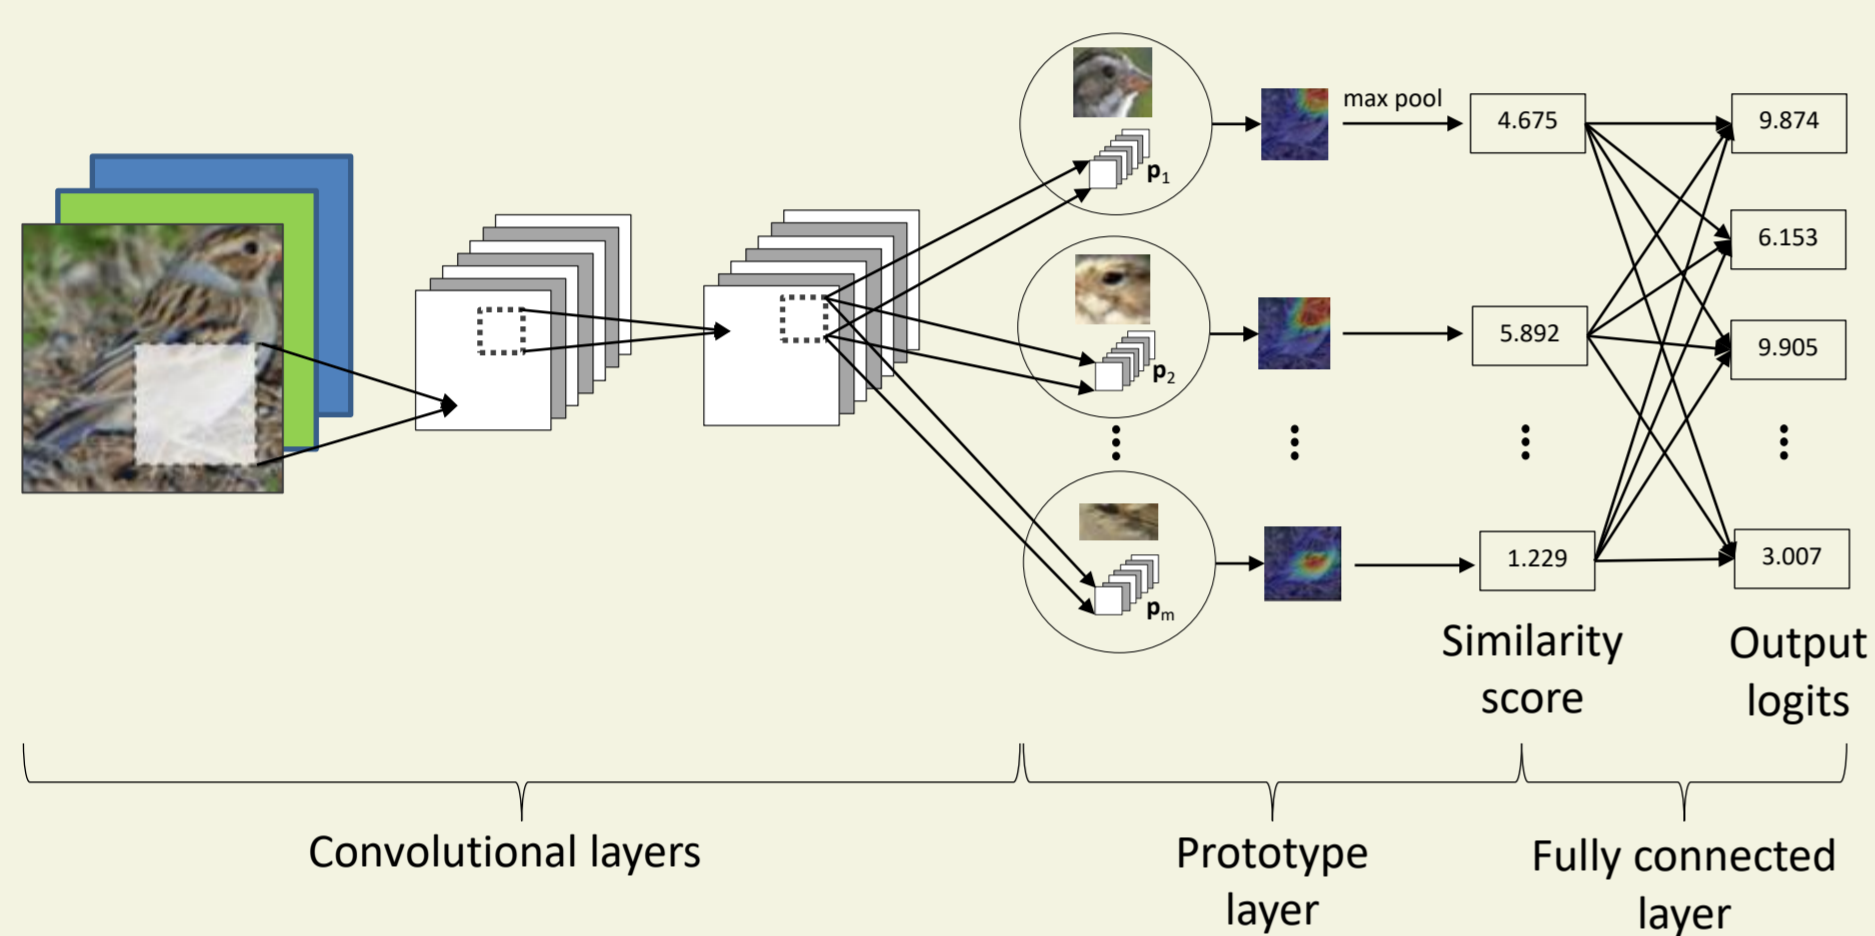 max pool
4.675
9.874
p1
6.153
5.892
9.905
p2
1.229
3.007
pm
Similarity
score
Output
logits
Convolutional layers
Prototype
layer
Fully connected
layer